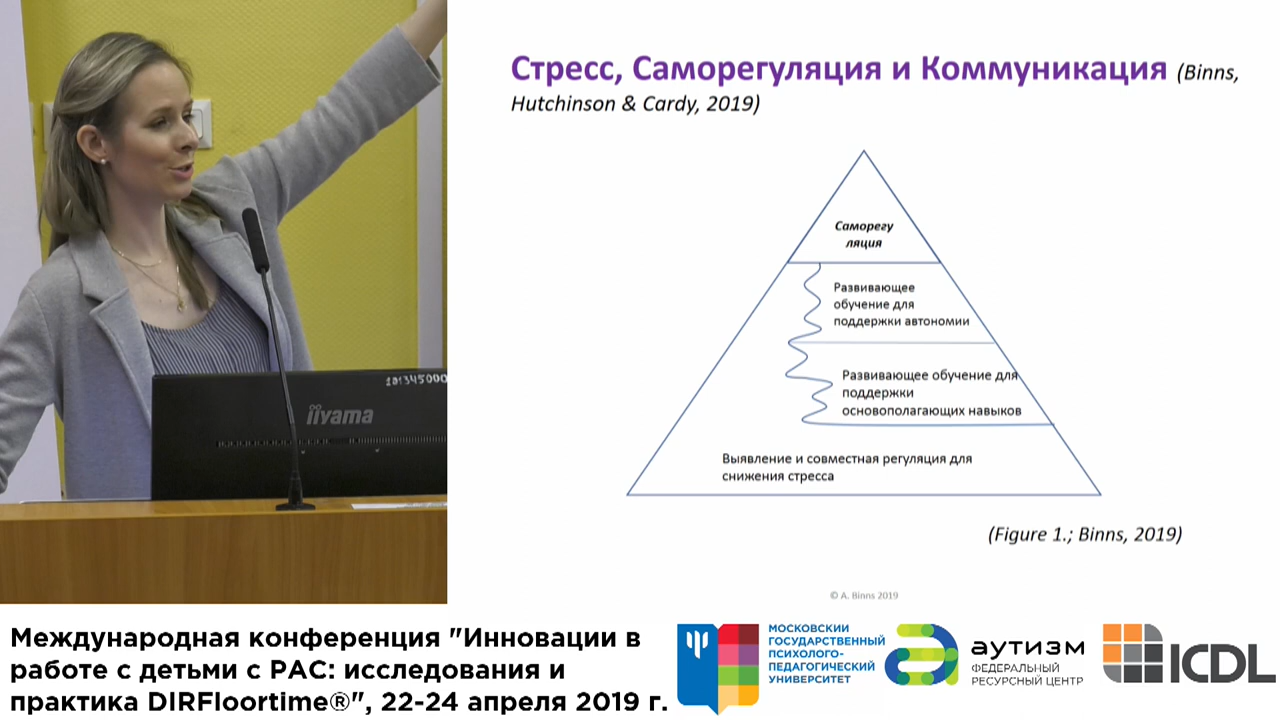 Стресс, Саморегуляция и Коммуникация (Binns,
Hutchinson & Cardy, 2019)
Саморегу
ляция
Развивающее
обучение для
поддержки автономии
Развивающее обучение для
поддержки
основополагающих навыков
Выявление и совместная регуляция для
снижения стресса
(Figure 1.; Binns, 2019)
© A. Binns 2019
iiyama
Международная конференция "Инновации в
работе с детьми с РАС: исследования и
практика DIRFloortime®", 22-24 апреля 2019 г.
МОСКОВСКИЙ
ГОСУДАРСТВЕННЫЙ
ПСИХОЛОГО-
ПЕДАГОГИЧЕСКИЙ
УНИВЕРСИТЕТ
аутизм
ФЕДЕРАЛЬНЫЙ
РЕСУРСНЫЙ ЦЕНТР
ICDL